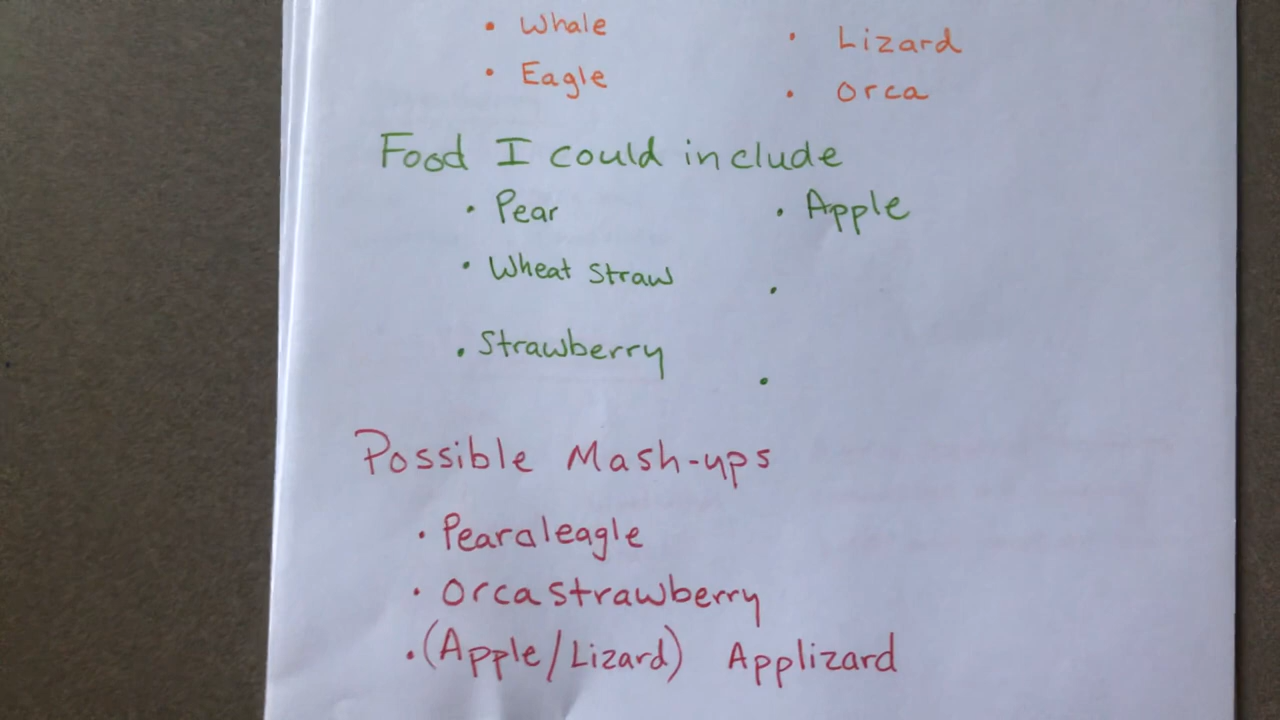 • Whale • Lizard
• Eagle • Orca
Food I could include
• Pear • Apple
• Wheat Straw •
• Strawberry •
Possible Mash-ups
• Pearaleagle
• Orcastrawberry
• (Apple/Lizard) Applizard